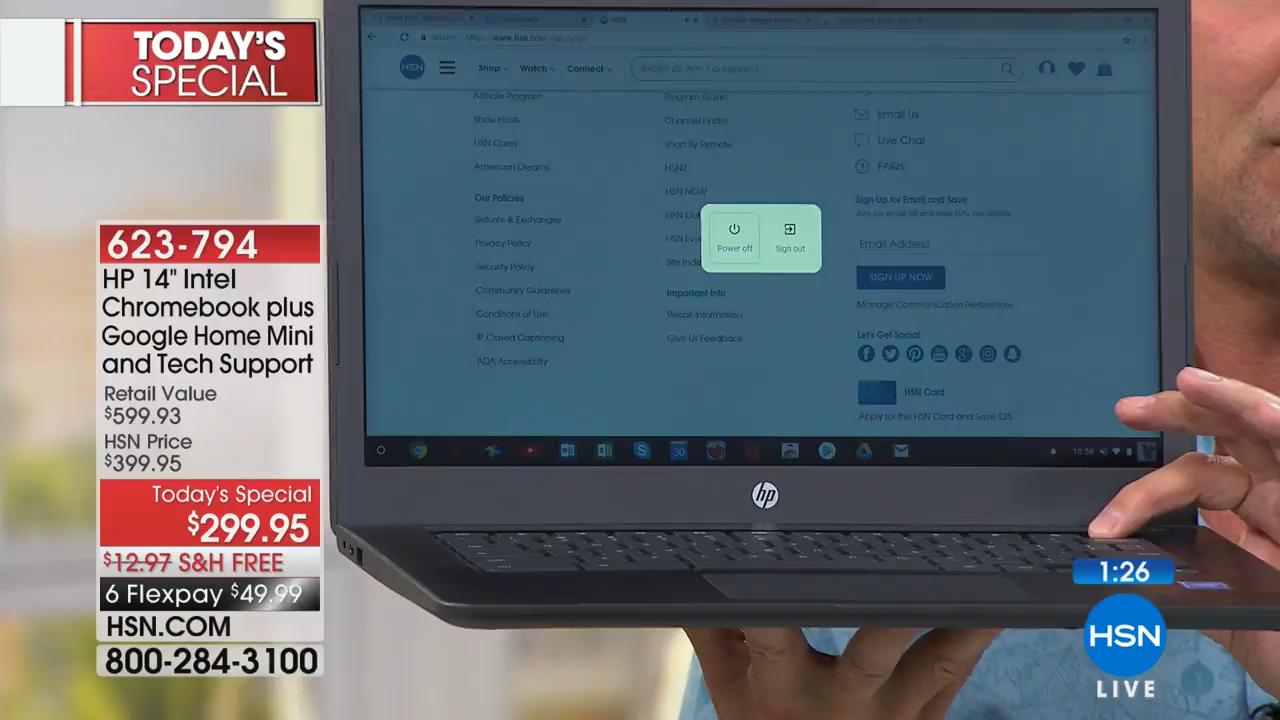 TODAY'S
SPECIAL
623-794
HP 14" Intel
Chromebook plus
Google Home Mini
and Tech Support
Retail Value
$599.93
HSN Price
$399.95
Today's Special
$299.95
$12.97 S&H FREE
6 Flexpay $49.99
HSN.COM
800-284-3100
HSN
HSN
Shop
Watch
Connect
Affiliate Program
Show Hosts
HSN Cares
American Dreams
Our Policies
Returns & Exchanges
Privacy Policy
Security Policy
Community Guidelines
Conditions of Use
IP Closed Captioning
ADA Accessibility
Program Guide
Channel Finder
Shop By Remote
HSN2
HSN NOW
Important Info
Recall Information
Give Us Feedback
Power off
Sign out
Email Us
Live Chat
FAQs
Sign Up for Email and Save
Email Address
SIGN UP NOW
Manage Communication Preferences
Let's Get Social
HSN Card
Apply for the HSN Card and Save $25
30
10:56
hp
1:26
HSN
LIVE